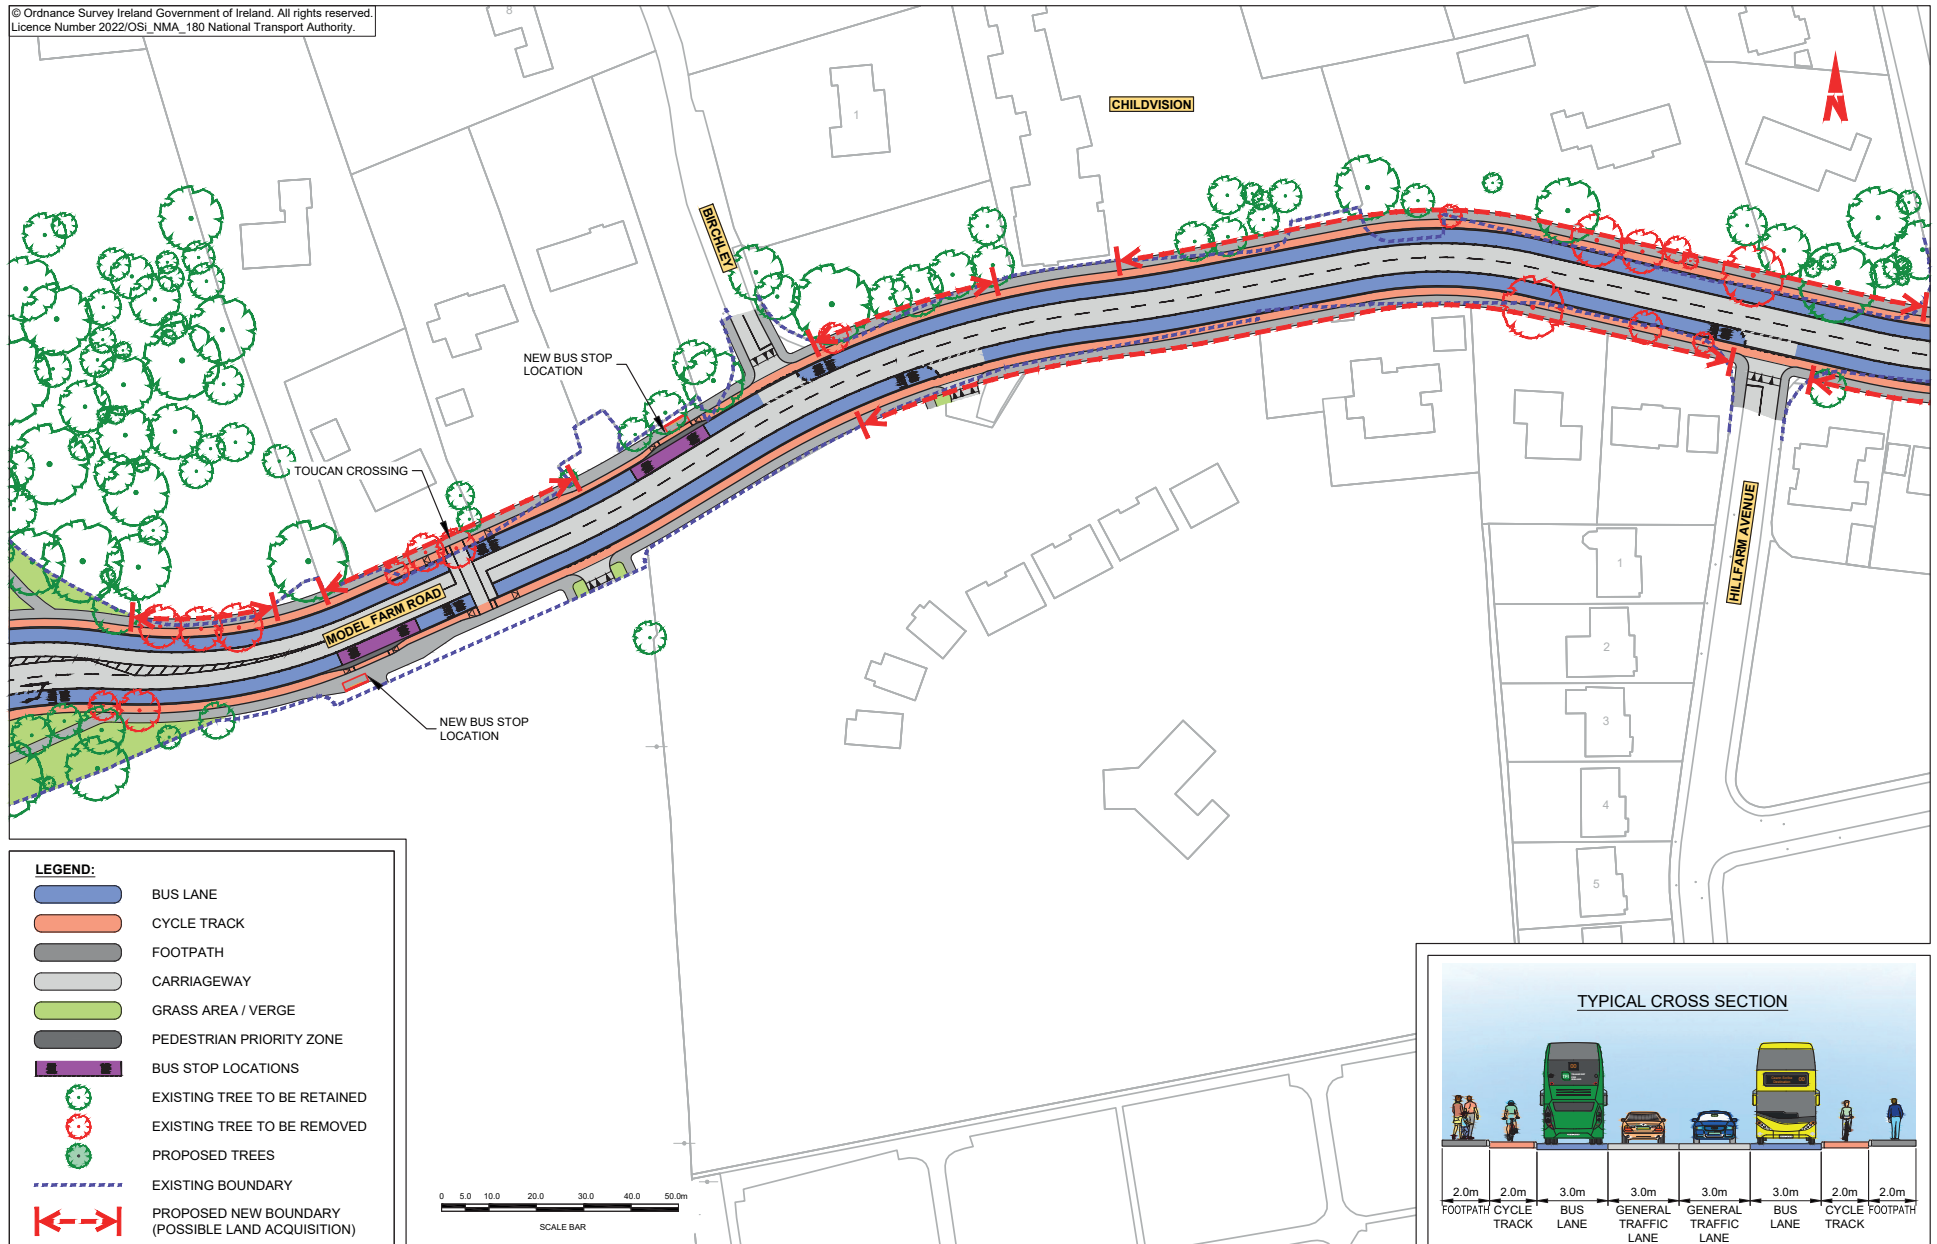 © Ordnance Survey Ireland Government of Ireland. All rights reserved.
Licence Number 2022/OSi_NMA_180 National Transport Authority.
8
1
CHILDVISION
BIRCHLEY
NEW BUS STOP
LOCATION
TOUCAN CROSSING
MODEL FARM ROAD
NEW BUS STOP
LOCATION
HILLFARM AVENUE
1
2
3
4
5
LEGEND:
BUS LANE
CYCLE TRACK
FOOTPATH
CARRIAGEWAY
GRASS AREA / VERGE
PEDESTRIAN PRIORITY ZONE
BUS STOP LOCATIONS
EXISTING TREE TO BE RETAINED
EXISTING TREE TO BE REMOVED
PROPOSED TREES
EXISTING BOUNDARY
PROPOSED NEW BOUNDARY
(POSSIBLE LAND ACQUISITION)
0 5.0 10.0 20.0 30.0 40.0 50.0m
SCALE BAR
TYPICAL CROSS SECTION
2.0m 2.0m 3.0m 3.0m 3.0m 3.0m 2.0m 2.0m
FOOTPATH CYCLE BUS GENERAL GENERAL BUS CYCLE FOOTPATH
TRACK LANE TRAFFIC TRAFFIC LANE TRACK
LANE LANE